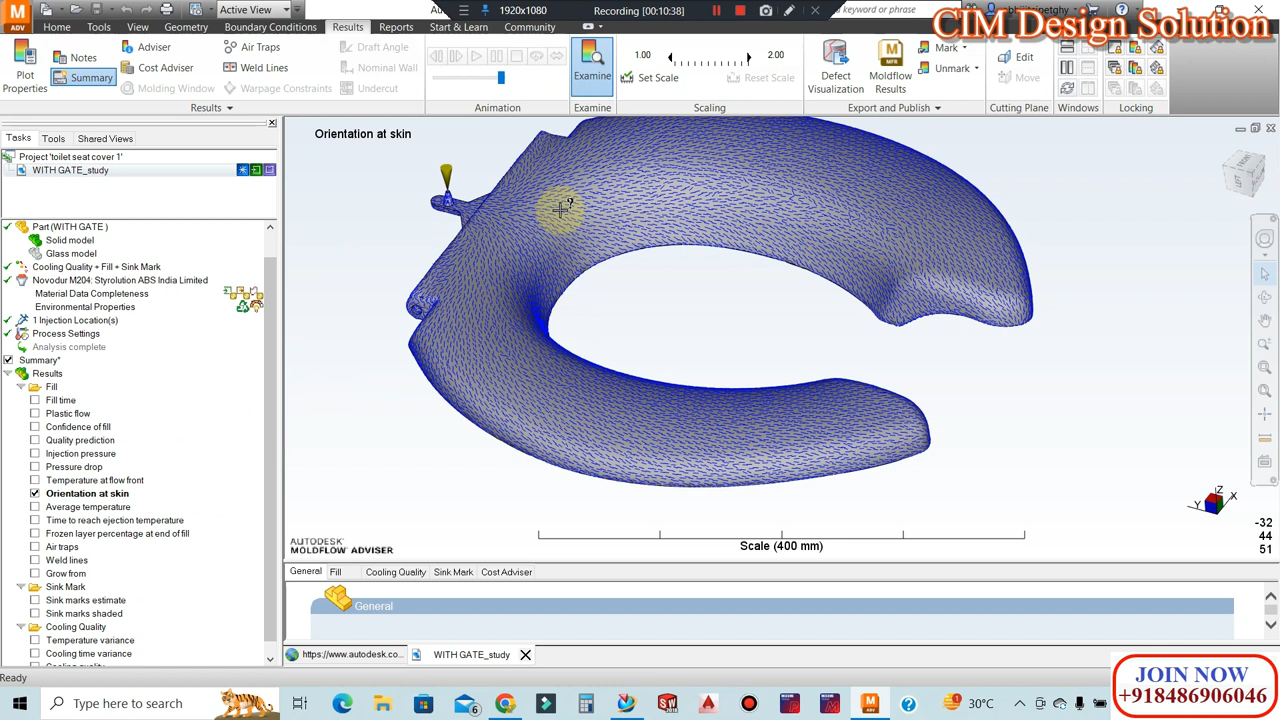 Active View
1920x1080
Recording [00:10:38]
keyword or phrase
CIM Design Solution
ADV
Home
Tools
View
Geometry
Boundary Conditions
Results
Reports
Start & Learn
Community
Plot Properties
Notes
Summary
Adviser
Cost Adviser
Molding Window
Air Traps
Weld Lines
Warpage Constraints
Draft Angle
Nominal Wall
Undercut
Examine
1.00
2.00
Set Scale
Reset Scale
Defect Visualization
Moldflow Results
Mark
Unmark
Edit
Move
Results
Animation
Examine
Scaling
Export and Publish
Cutting Plane
Windows
Locking
Tasks
Tools
Shared Views
Project 'toilet seat cover 1'
WITH GATE_study
Part (WITH GATE )
Solid model
Glass model
Cooling Quality + Fill + Sink Mark
Novodur M204: Styrolution ABS India Limited
Material Data Completeness
Environmental Properties
1 Injection Location(s)
Process Settings
Analysis complete
Summary*
Results
Fill
Fill time
Plastic flow
Confidence of fill
Quality prediction
Injection pressure
Pressure drop
Temperature at flow front
Orientation at skin
Average temperature
Time to reach ejection temperature
Frozen layer percentage at end of fill
Air traps
Weld lines
Grow from
Sink Mark
Sink marks estimate
Sink marks shaded
Cooling Quality
Temperature variance
Cooling time variance
Cooling quality
Orientation at skin
FRONT
Z
X
Y
-32
44
51
AUTODESK
MOLDFLOW ADVISER
Scale (400 mm)
General
Fill
Cooling Quality
Sink Mark
Cost Adviser
General
https://www.autodesk.co...
WITH GATE_study
Ready
JOIN NOW
+918486906046
Type here to search
30°C